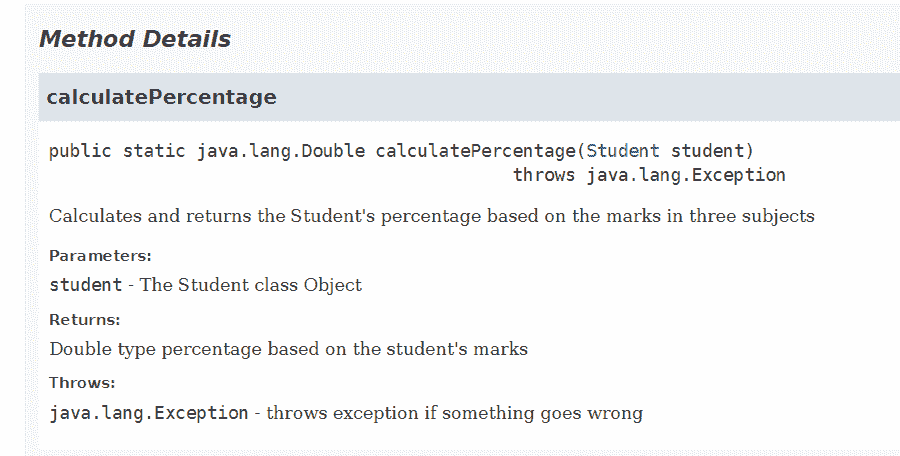 Method Details
calculatePercentage
public static java.lang.Double calculatePercentage(Student student)
throws java.lang.Exception
Calculates and returns the Student's percentage based on the marks in three subjects
Parameters:
student - The Student class Object
Returns:
Double type percentage based on the student's marks
Throws:
java.lang.Exception - throws exception if something goes wrong